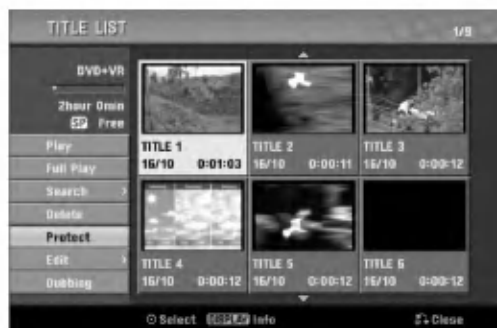 TITLE LIST
1/9
DVD+VR
2hour 0min
SP Free
Play
Full Play
Search
Delete
Protect
Edit
Dubbing
TITLE 1
16/10 0:01:03
TITLE 2
16/10 0:00:11
TITLE 3
16/10 0:00:12
TITLE 4
16/10 0:00:12
TITLE 5
16/10 0:00:12
TITLE 6
16/10 0:00:12
Select DISPLAY Info
Close